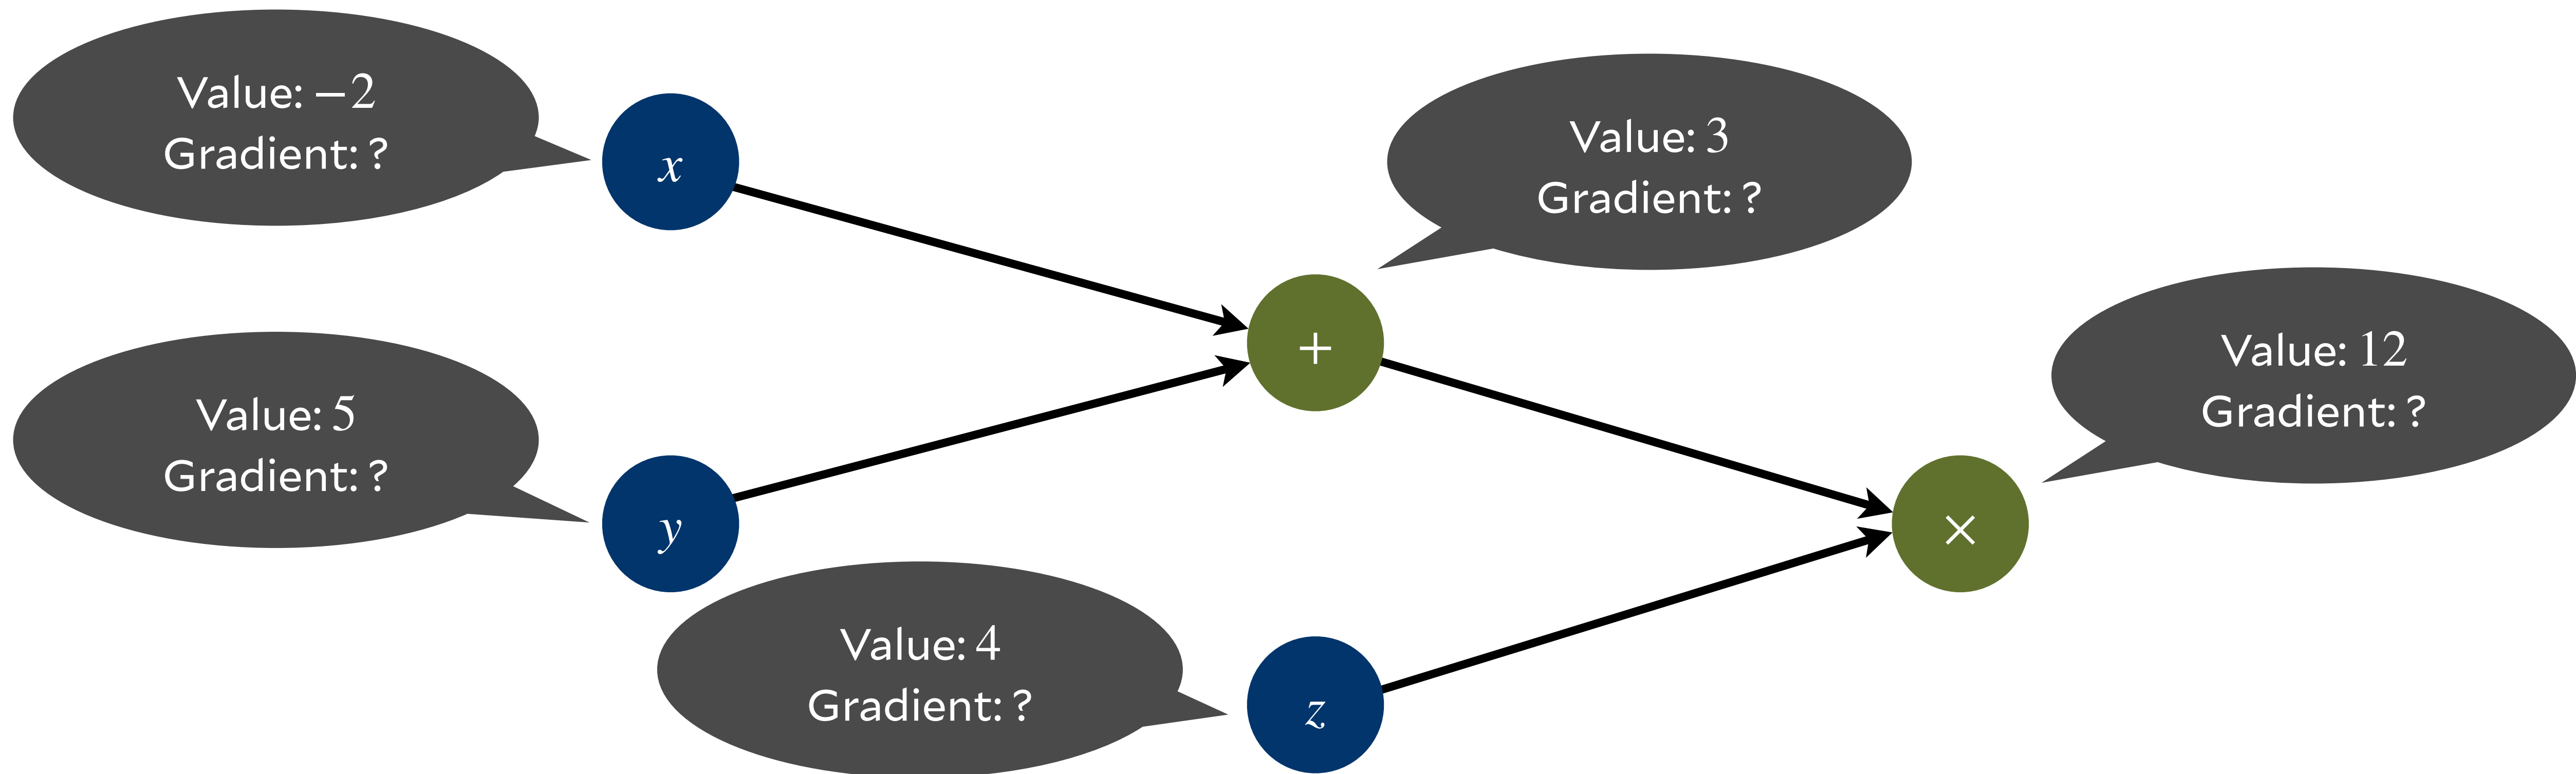 Value: −2
Gradient: ?
x
Value: 3
Gradient: ?
+
Value: 5
Gradient: ?
y
Value: 12
Gradient: ?
×
Value: 4
Gradient: ?
z